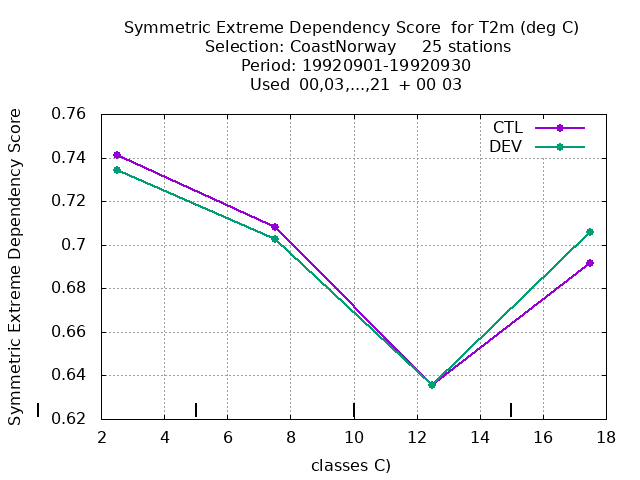 Symmetric Extreme Dependency Score for T2m (deg C)
Selection: CoastNorway 25 stations
Period: 19920901-19920930
Used 00,03,...,21 + 00 03
Symmetric Extreme Dependency Score
0.76
0.74
0.72
0.7
0.68
0.66
0.64
0.62
CTL
DEV
2 4 6 8 10 12 14 16 18
classes C)